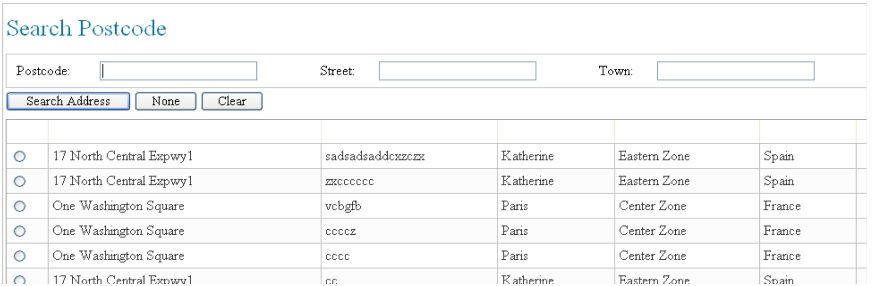 Search Postcode
Postcode: Street: Town:
Search Address None Clear
17 North Central Expwy1 sadsadsaddcxzczx Katherine Eastern Zone Spain
17 North Central Expwy1 zxcccccc Katherine Eastern Zone Spain
One Washington Square vcbgfb Paris Center Zone France
One Washington Square ccccz Paris Center Zone France
One Washington Square cccc Paris Center Zone France
17 North Central Expwy1 cc Katherine Eastern Zone Spain